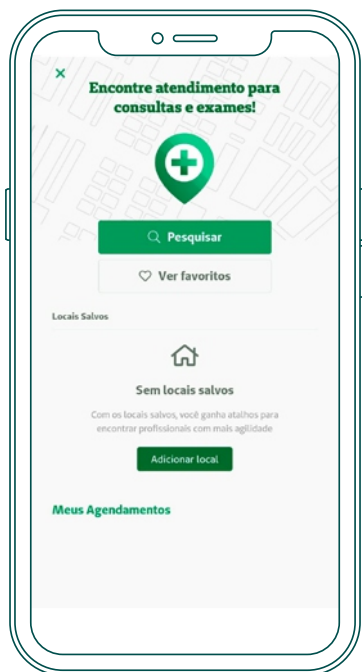 Encontre atendimento para
consultas e exames!
Pesquisar
Ver favoritos
Locais Salvos
Sem locais salvos
Com os locais salvos, você ganha atalhos para
encontrar profissionais com mais agilidade
Adicionar local
Meus Agendamentos